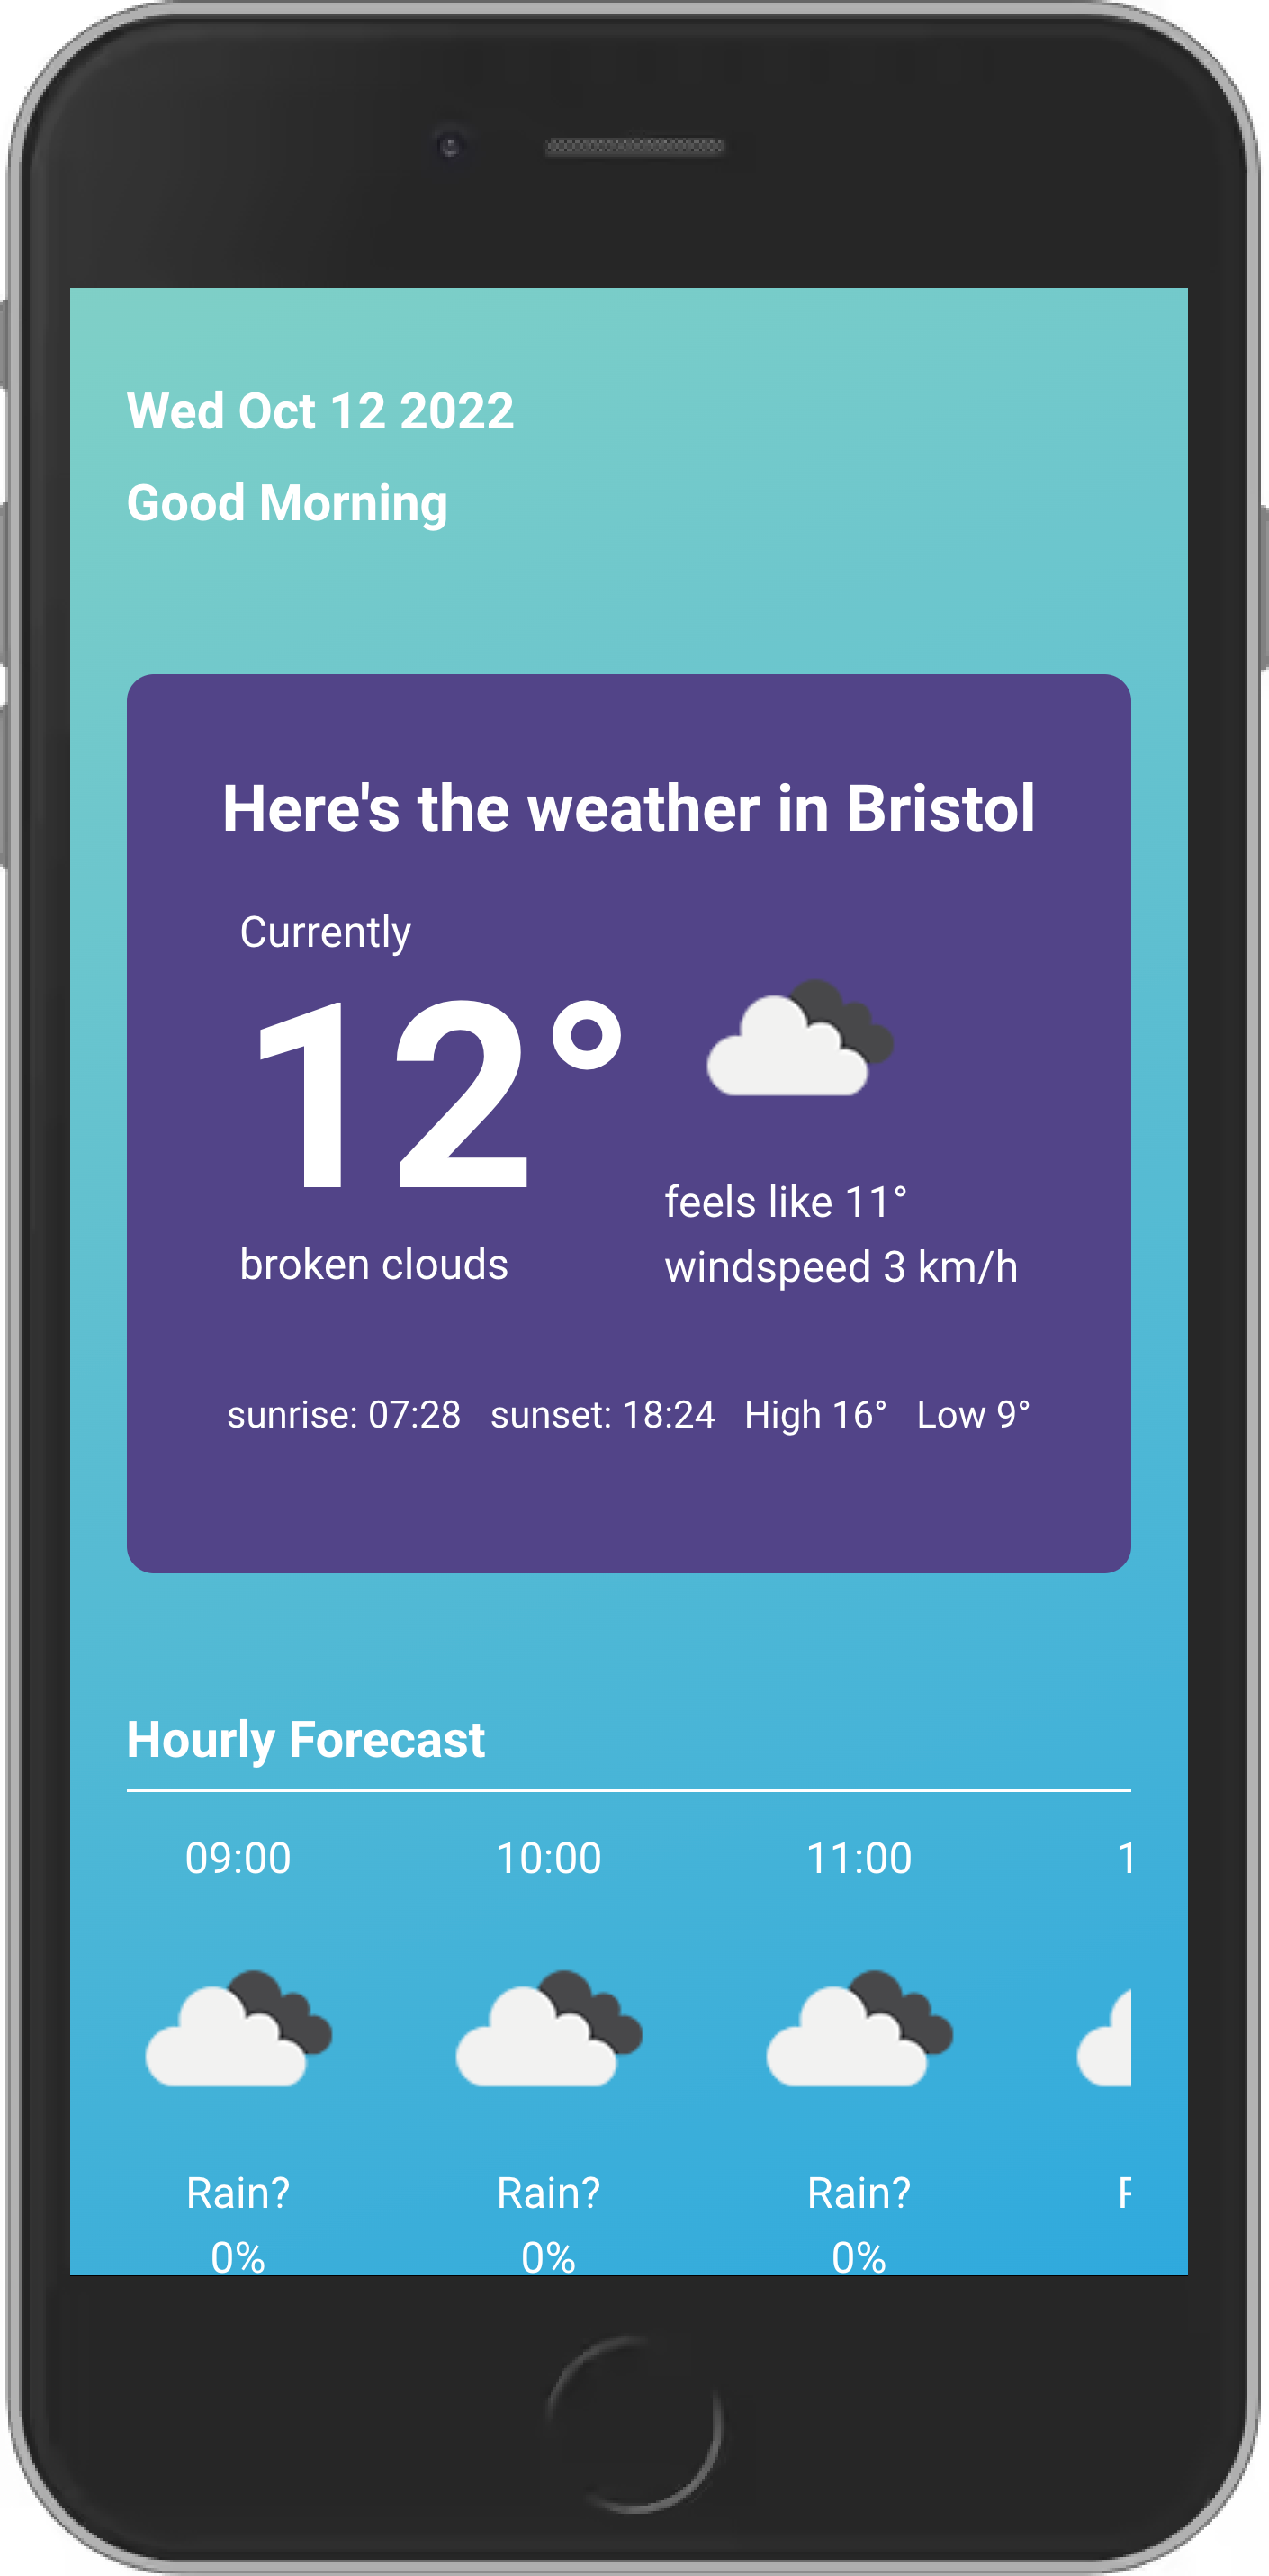 Wed Oct 12 2022
Good Morning
Here's the weather in Bristol
Currently
12°
feels like 11°
broken clouds
windspeed 3 km/h
sunrise: 07:28 sunset: 18:24 High 16° Low 9°
Hourly Forecast
09:00 10:00 11:00 1
Rain? Rain? Rain?
0% 0% 0%